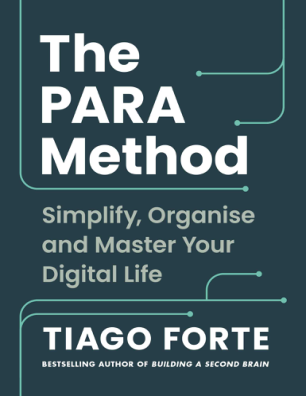 The
PARA
Method
Simplify, Organise
and Master Your
Digital Life
TIAGO FORTE
BESTSELLING AUTHOR OF BUILDING A SECOND BRAIN